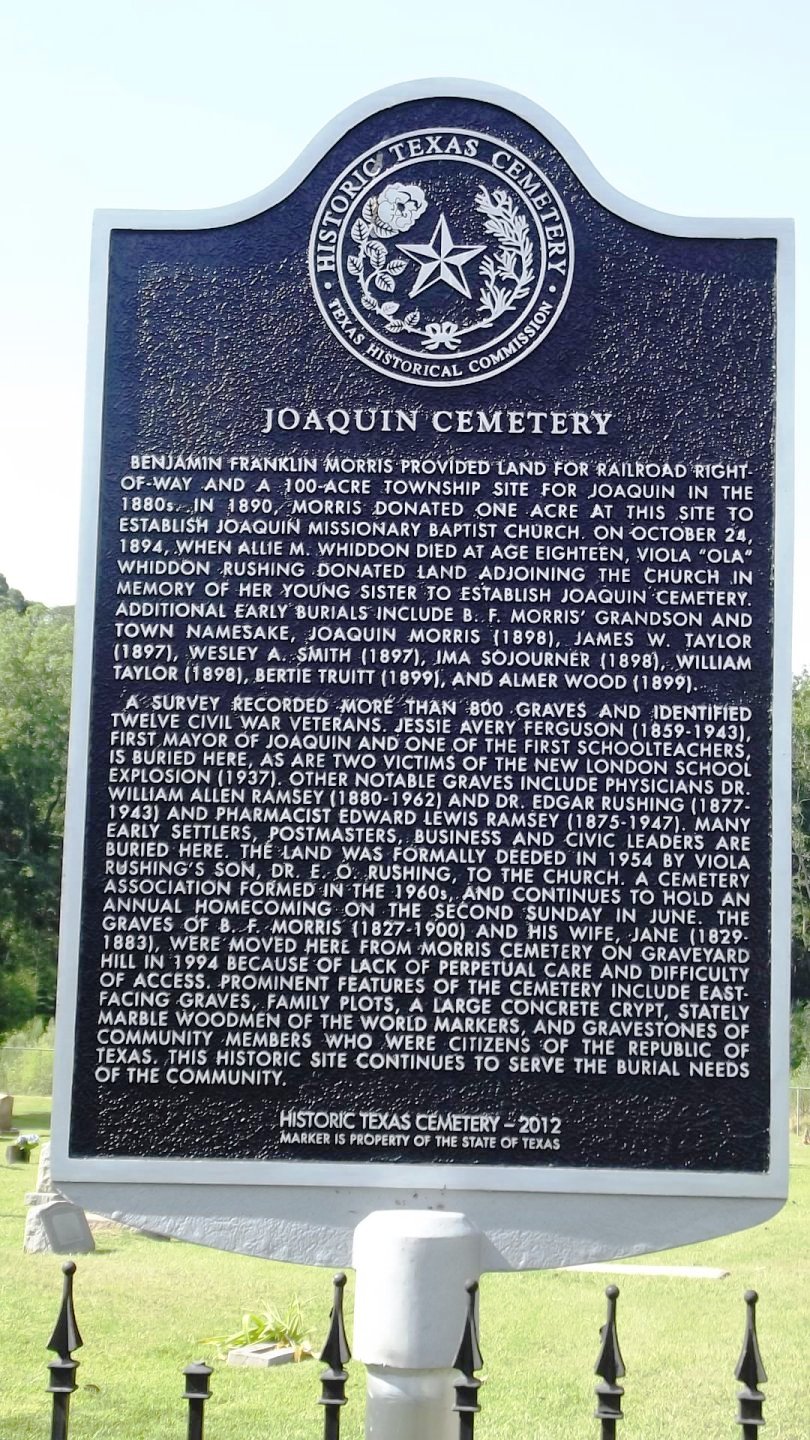 HISTORIC TEXAS CEMETERY
TEXAS HISTORICAL COMMISSION
JOAQUIN CEMETERY
BENJAMIN FRANKLIN MORRIS PROVIDED LAND FOR RAILROAD RIGHT-
OF-WAY AND A 100-ACRE TOWNSHIP SITE FOR JOAQUIN IN THE
1880s. IN 1890, MORRIS DONATED ONE ACRE AT THIS SITE TO
ESTABLISH JOAQUIN MISSIONARY BAPTIST CHURCH. ON OCTOBER 24,
1894, WHEN ALLIE M. WHIDDON DIED AT AGE EIGHTEEN, VIOLA "OLA"
WHIDDON RUSHING DONATED LAND ADJOINING THE CHURCH IN
MEMORY OF HER YOUNG SISTER TO ESTABLISH JOAQUIN CEMETERY.
ADDITIONAL EARLY BURIALS INCLUDE B. F. MORRIS' GRANDSON AND
TOWN NAMESAKE, JOAQUIN MORRIS (1898), JAMES W. TAYLOR
(1897), WESLEY A. SMITH (1897), IMA SOJOURNER (1898), WILLIAM
TAYLOR (1898), BERTIE TRUITT (1899), AND ALMER WOOD (1899).
A SURVEY RECORDED MORE THAN 800 GRAVES AND IDENTIFIED
TWELVE CIVIL WAR VETERANS. JESSIE AVERY FERGUSON (1859-1943),
FIRST MAYOR OF JOAQUIN AND ONE OF THE FIRST SCHOOLTEACHERS,
IS BURIED HERE, AS ARE TWO VICTIMS OF THE NEW LONDON SCHOOL
EXPLOSION (1937). OTHER NOTABLE GRAVES INCLUDE PHYSICIANS DR.
WILLIAM ALLEN RAMSEY (1880-1962) AND DR. EDGAR RUSHING (1877-
1943) AND PHARMACIST EDWARD LEWIS RAMSEY (1875-1947). MANY
EARLY SETTLERS, POSTMASTERS, BUSINESS AND CIVIC LEADERS ARE
BURIED HERE. THE LAND WAS FORMALLY DEEDED IN 1954 BY VIOLA
RUSHING'S SON, DR. E. O. RUSHING, TO THE CHURCH. A CEMETERY
ASSOCIATION FORMED IN THE 1960s, AND CONTINUES TO HOLD AN
ANNUAL HOMECOMING ON THE SECOND SUNDAY IN JUNE. THE
GRAVES OF B. F. MORRIS (1827-1900) AND HIS WIFE, JANE (1829-
1883), WERE MOVED HERE FROM MORRIS CEMETERY ON GRAVEYARD
HILL IN 1994 BECAUSE OF LACK OF PERPETUAL CARE AND DIFFICULTY
OF ACCESS. PROMINENT FEATURES OF THE CEMETERY INCLUDE EAST-
FACING GRAVES, FAMILY PLOTS, A LARGE CONCRETE CRYPT, STATELY
MARBLE WOODMEN OF THE WORLD MARKERS, AND GRAVESTONES OF
COMMUNITY MEMBERS WHO WERE CITIZENS OF THE REPUBLIC OF
TEXAS. THIS HISTORIC SITE CONTINUES TO SERVE THE BURIAL NEEDS
OF THE COMMUNITY.
HISTORIC TEXAS CEMETERY – 2012
MARKER IS PROPERTY OF THE STATE OF TEXAS